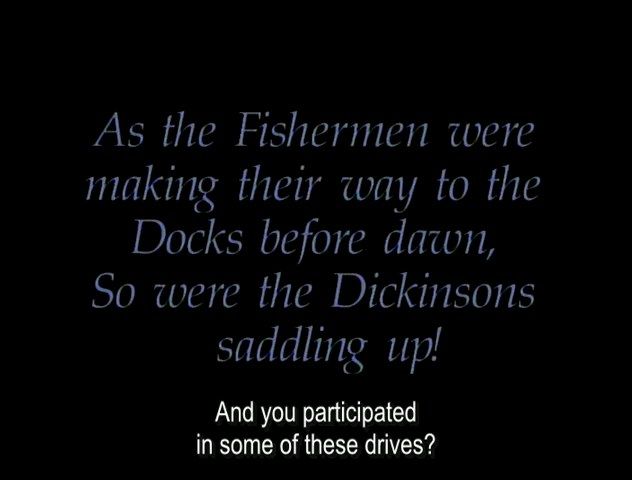 As the Fishermen were
making their way to the
Docks before dawn,
So were the Dickinsons
saddling up!
And you participated
in some of these drives?